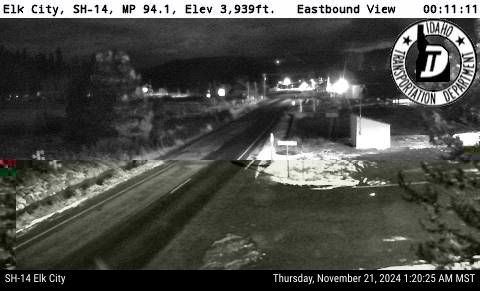 Elk City, SH-14, MP 94.1, Elev 3,939ft. Eastbound View 00:11:11
IDAHO
TRANSPORTATION DEPARTMENT
SH-14 Elk City Thursday, November 21, 2024 1:20:25 AM MST